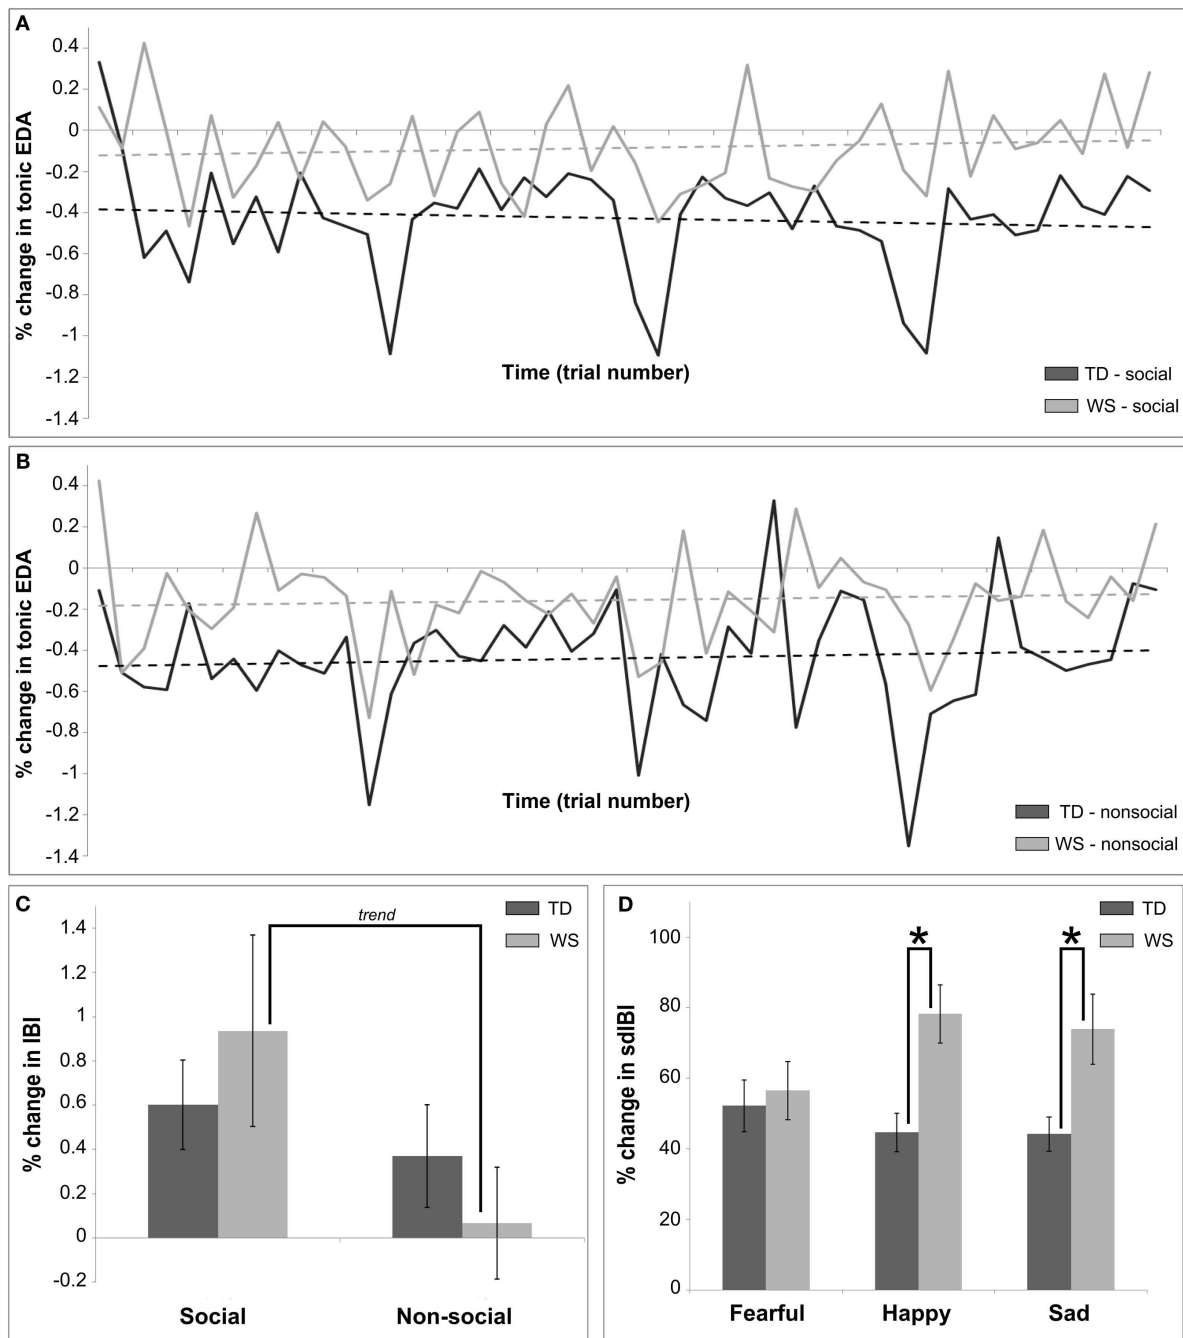 A
% change in tonic EDA
0.4
0.2
0
-0.2
-0.4
-0.6
-0.8
-1
-1.2
-1.4
Time (trial number)
TD - social
WS - social
B
% change in tonic EDA
0.4
0.2
0
-0.2
-0.4
-0.6
-0.8
-1
-1.2
-1.4
Time (trial number)
TD - nonsocial
WS - nonsocial
C
% change in IBI
1.4
1.2
1
0.8
0.6
0.4
0.2
0
-0.2
trend
TD
WS
Social Non-social
D
% change in sdIBI
100
80
60
40
20
0
TD
WS
*
*
Fearful Happy Sad